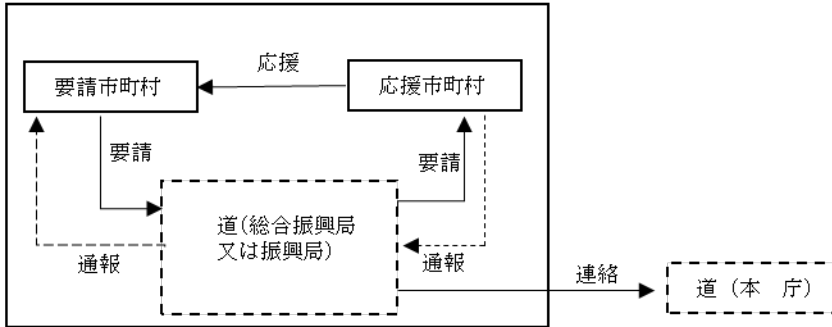 応援
要請市町村
応援市町村
要請
要請
道(総合振興局
又は振興局)
通報
通報
連絡
道（本　庁）